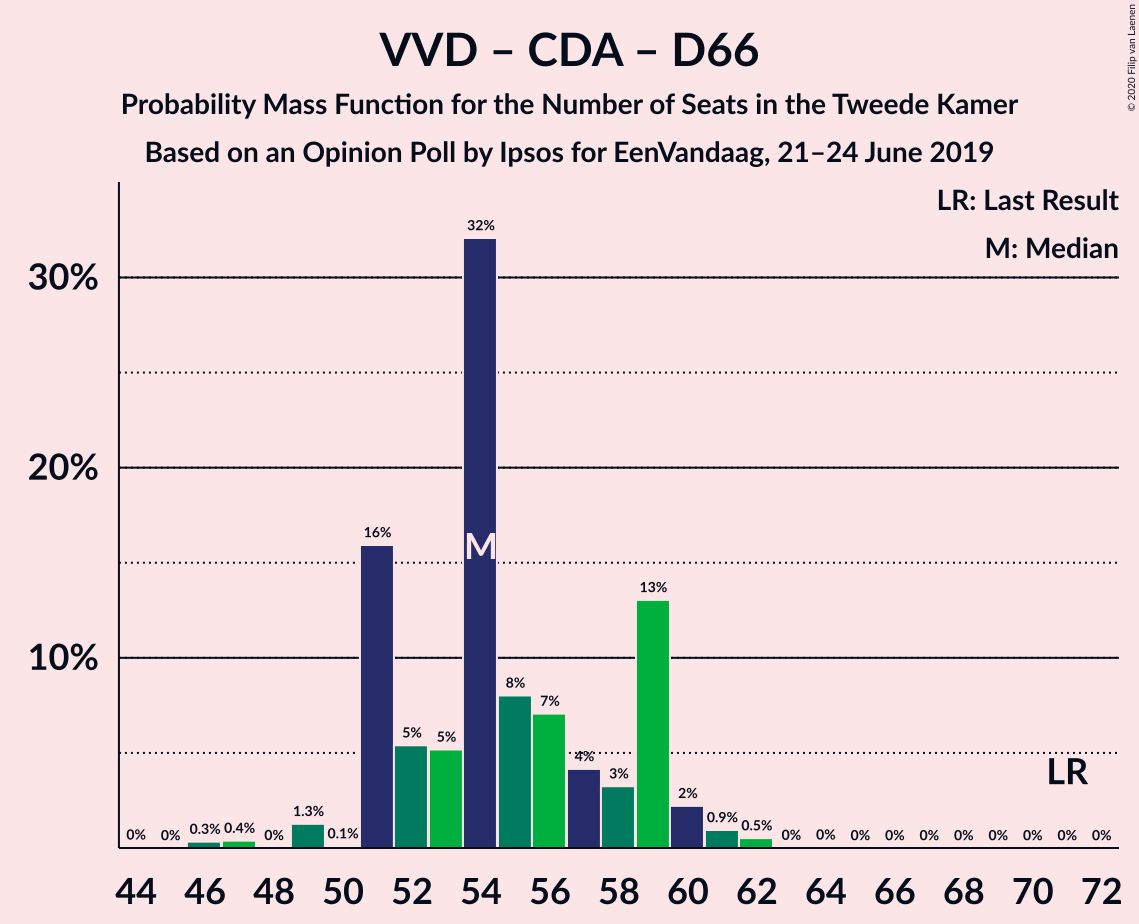 © 2020 Filip van Laenen
VVD – CDA – D66
Probability Mass Function for the Number of Seats in the Tweede Kamer
Based on an Opinion Poll by Ipsos for EenVandaag, 21–24 June 2019
LR: Last Result
M: Median
30%
20%
10%
0% 0% 0.3% 0.4% 0% 1.3% 0.1% 16% 5% 5% 32% 8% 7% 4% 3% 13% 2% 0.9% 0.5% 0% 0% 0% 0% 0% 0% 0% 0% 0% 0%
M
LR
44 46 48 50 52 54 56 58 60 62 64 66 68 70 72